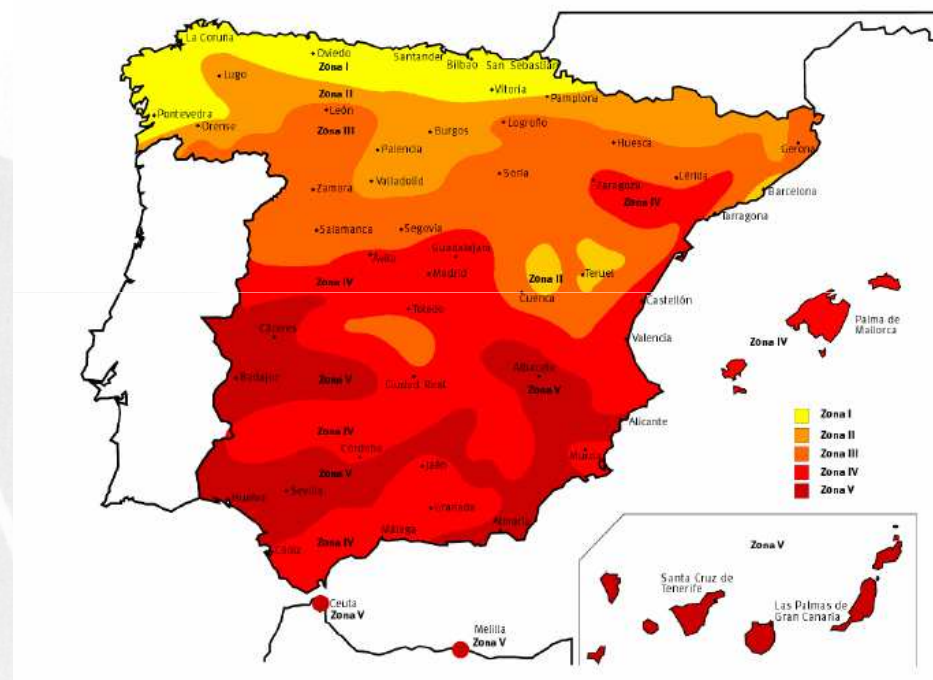 La Coruña
Oviedo
Santander
Bilbao
San Sebastian
Zona I
Lugo
Vitoria
Zona II
Pamplona
León
Pontevedra
Orense
Zona III
Burgos
Logroño
Huesca
Gerona
Palencia
Valladolid
Soria
Zaragoza
Lérida
Zamora
Barcelona
Zona IV
Tarragona
Salamanca
Segovia
Guadalajara
Avila
Madrid
Zona IV
Zona II
Teruel
Cuenca
Toledo
Castellón
Palma de
Mallorca
Cáceres
Valencia
Zona IV
Badajoz
Zona V
Ciudad Real
Albacete
Zona V
Alicante
Zona IV
Córdoba
Murcia
Jaén
Zona V
Sevilla
Huelva
Granada
Almería
Málaga
Zona IV
Cádiz
Zona I
Zona II
Zona III
Zona IV
Zona V
Zona V
Santa Cruz de
Tenerife
Las Palmas de
Gran Canaria
Ceuta
Zona V
Melilla
Zona V